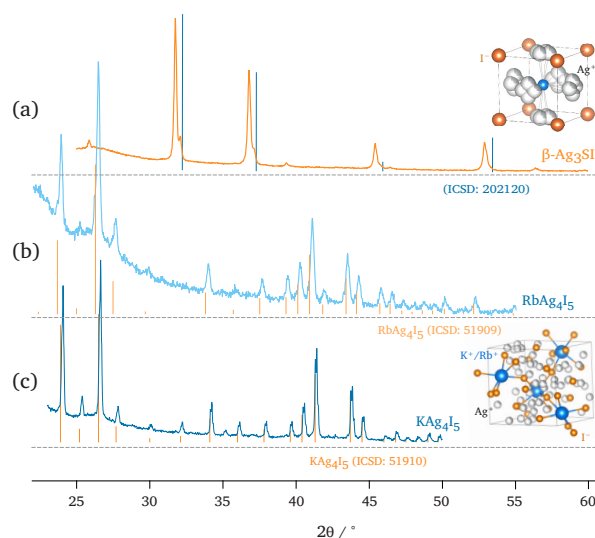 I⁻
Ag⁺
(a)
β-Ag₃SI
(ICSD: 202120)
(b)
RbAg₄I₅
RbAg₄I₅ (ICSD: 51909)
K⁺/Rb⁺
(c)
Ag⁺
KAg₄I₅
I⁻
KAg₄I₅ (ICSD: 51910)
25 30 35 40 45 50 55 60
2θ / °